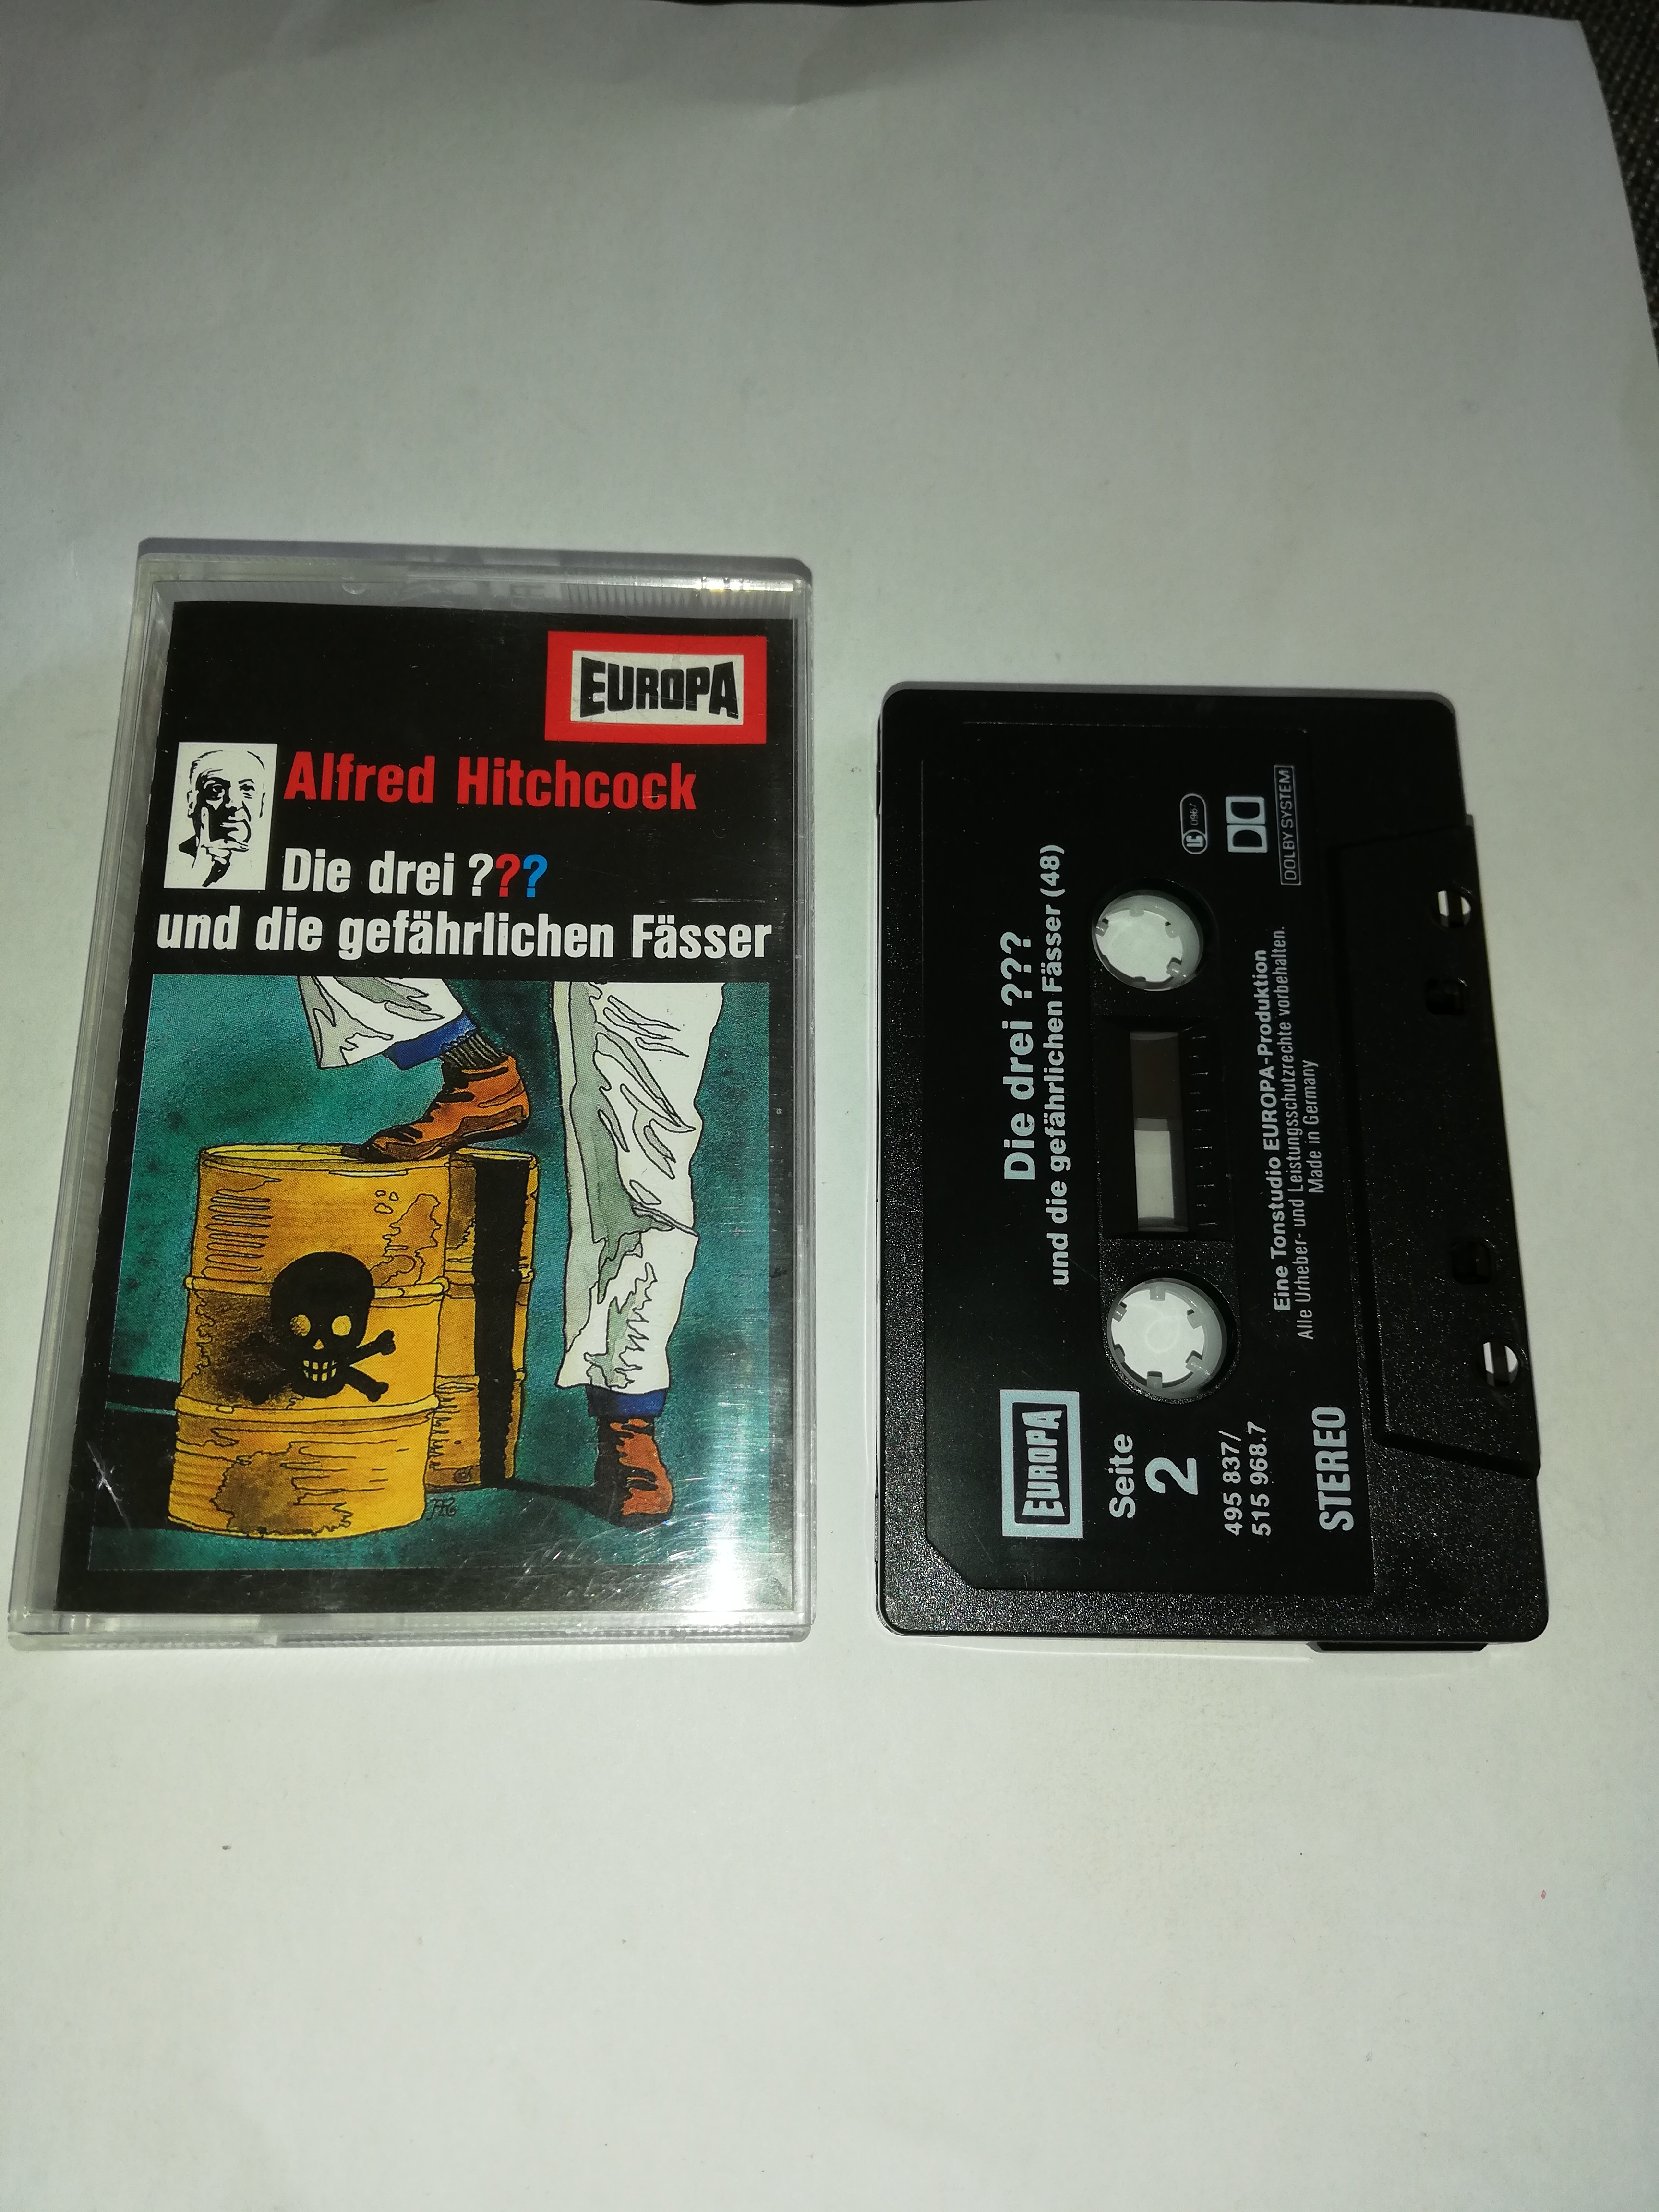 EUROPA
Alfred Hitchcock
Die drei ???
und die gefährlichen Fässer
Die drei ???
und die gefährlichen Fässer (48)
LC 0967
DOLBY SYSTEM
EUROPA
Seite
2
495 837/
515 968.7
Eine Tonstudio EUROPA-Produktion
Alle Urheber- und Leistungsschutzrechte vorbehalten.
Made in Germany
STEREO